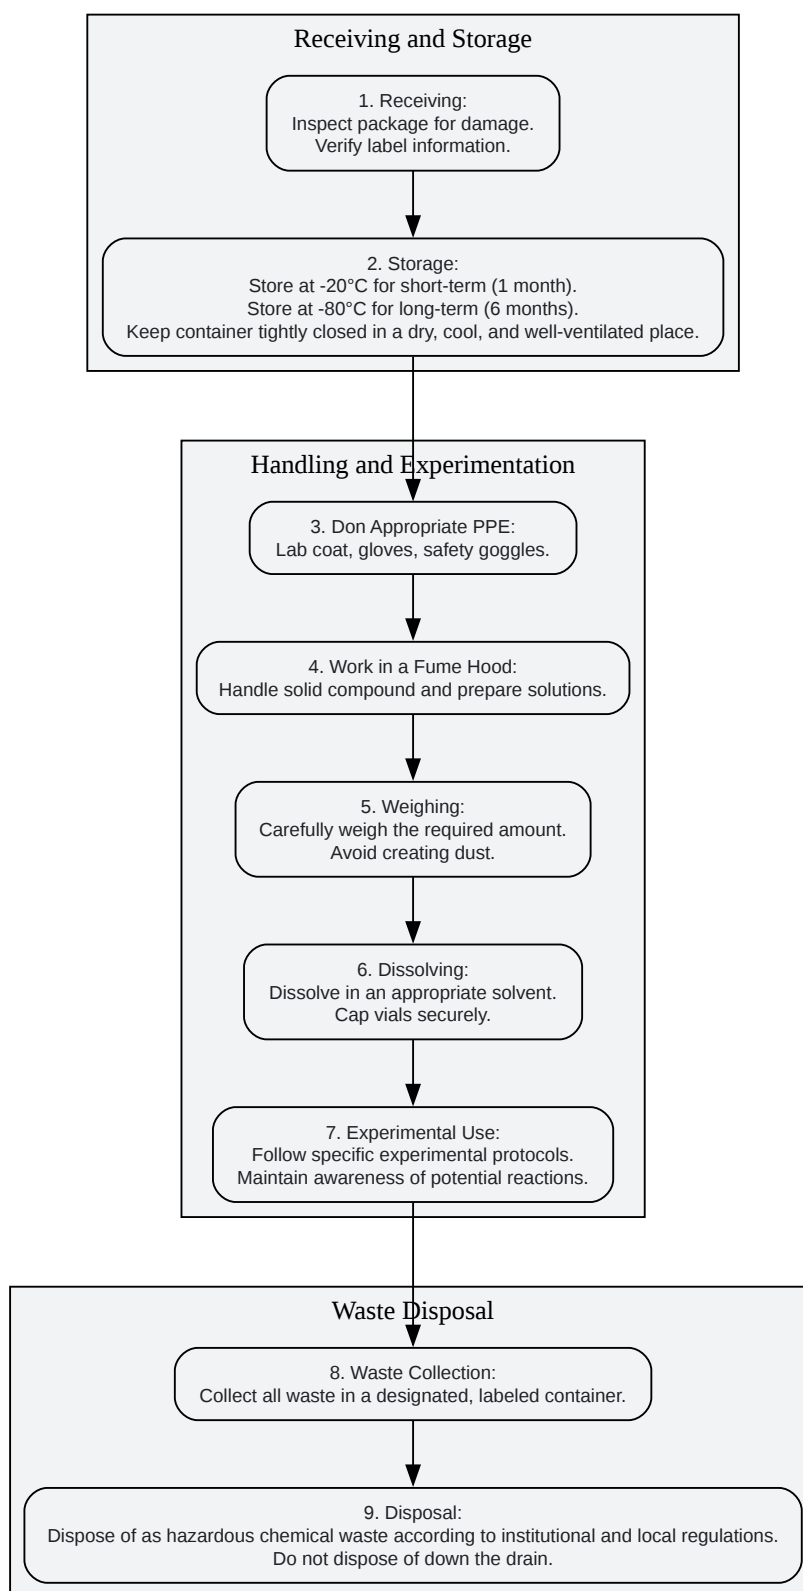 Receiving and Storage
1. Receiving:
Inspect package for damage.
Verify label information.
2. Storage:
Store at -20°C for short-term (1 month).
Store at -80°C for long-term (6 months).
Keep container tightly closed in a dry, cool, and well-ventilated place.
Handling and Experimentation
3. Don Appropriate PPE:
Lab coat, gloves, safety goggles.
4. Work in a Fume Hood:
Handle solid compound and prepare solutions.
5. Weighing:
Carefully weigh the required amount.
Avoid creating dust.
6. Dissolving:
Dissolve in an appropriate solvent.
Cap vials securely.
7. Experimental Use:
Follow specific experimental protocols.
Maintain awareness of potential reactions.
Waste Disposal
8. Waste Collection:
Collect all waste in a designated, labeled container.
9. Disposal:
Dispose of as hazardous chemical waste according to institutional and local regulations.
Do not dispose of down the drain.